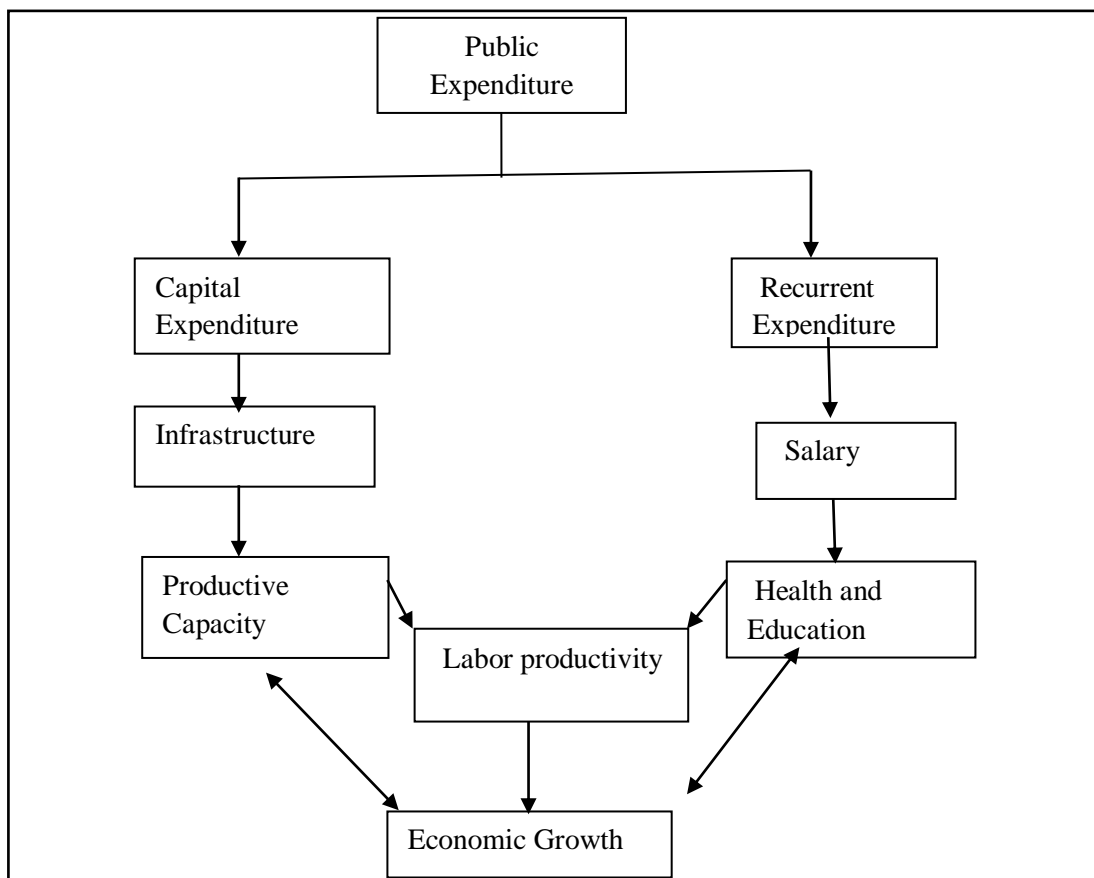 Public
Expenditure
Capital
Expenditure
Recurrent
Expenditure
Infrastructure
Salary
Productive
Capacity
Health and
Education
Labor productivity
Economic Growth